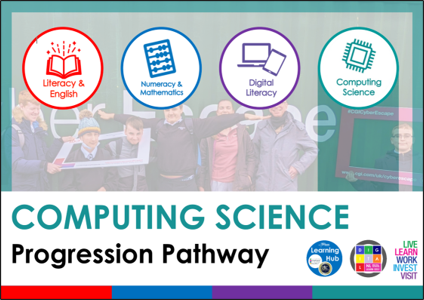 Literacy &
English
Numeracy &
Mathematics
Digital
Literacy
Computing
Science
COMPUTING SCIENCE
Progression Pathway
Learning
Hub
LIVE
LEARN
WORK
INVEST
VISIT